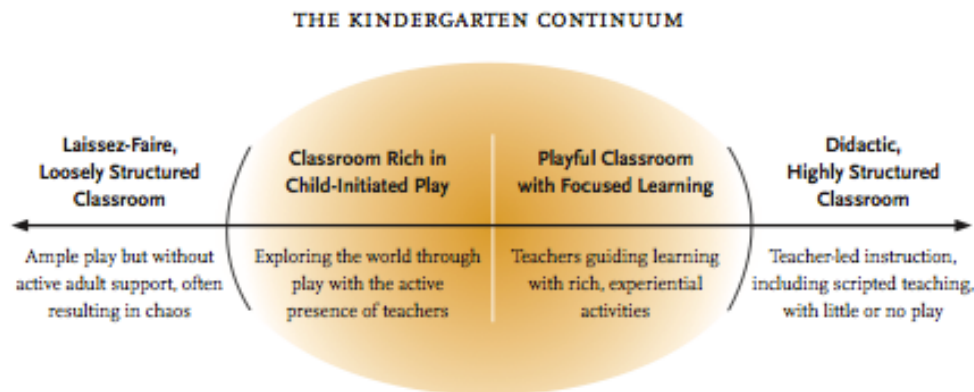 THE KINDERGARTEN CONTINUUM
Laissez-Faire,
Loosely Structured
Classroom
Ample play but without
active adult support, often
resulting in chaos
Classroom Rich in
Child-Initiated Play
Exploring the world through
play with the active
presence of teachers
Playful Classroom
with Focused Learning
Teachers guiding learning
with rich, experiential
activities
Didactic,
Highly Structured
Classroom
Teacher-led instruction,
including scripted teaching,
with little or no play